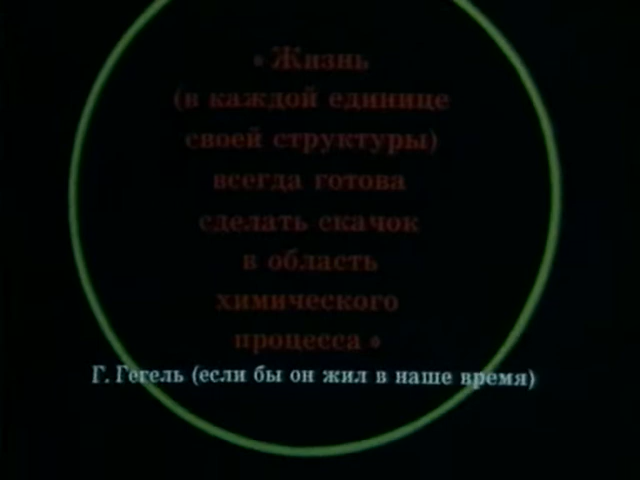 « Жизнь
(в каждой единице
своей структуры)
всегда готова
сделать скачок
в область
химического
процесса »
Г. Гегель (если бы он жил в наше время)